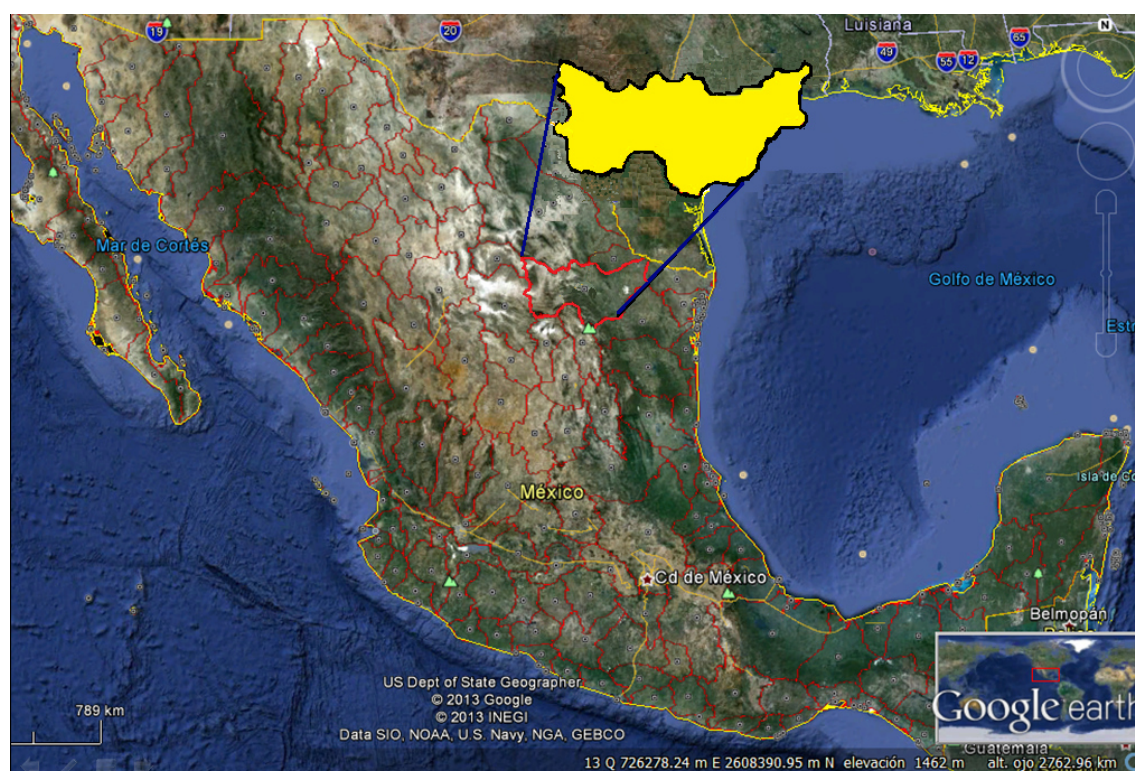 19
20
Luisiana
49
55
12
65
N
Mar de Cortés
Golfo de México
México
Isla de Co
Cd de México
Belmopán
US Dept of State Geographer
© 2013 Google
© 2013 INEGI
Data SIO, NOAA, U.S. Navy, NGA, GEBCO
789 km
Google earth
Guatemala
13 Q 726278.24 m E 2608390.95 m N elevación 1462 m alt. ojo 2762.96 km